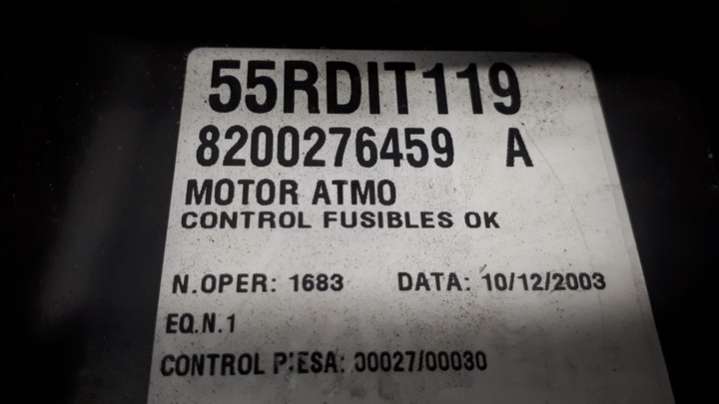 55RDIT119
8200276459 A
MOTOR ATMO
CONTROL FUSIBLES OK
N.OPER: 1683 DATA: 10/12/2003
EQ.N.1
CONTROL PIESA: 00027/00030